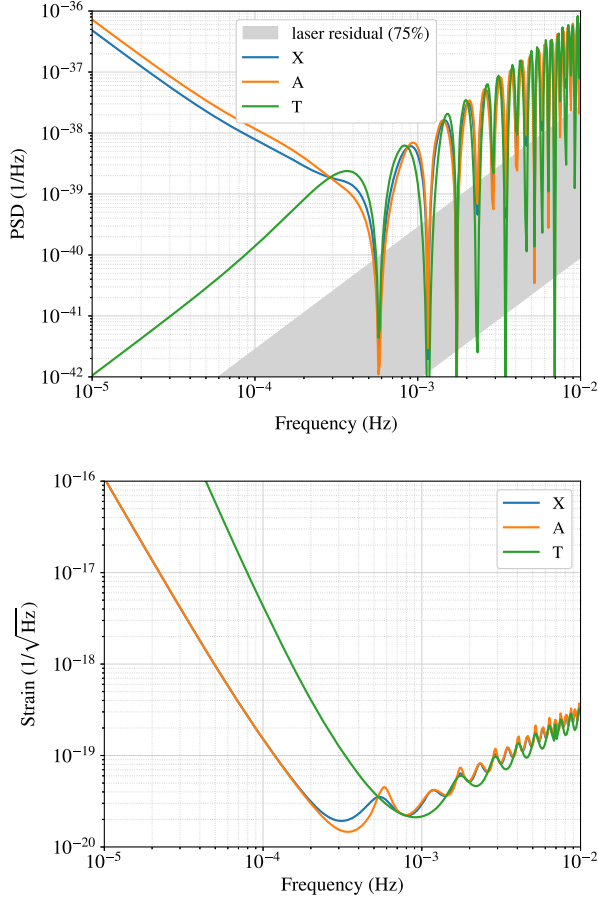 10⁻³⁶
10⁻³⁷
10⁻³⁸
10⁻³⁹
10⁻⁴⁰
10⁻⁴¹
10⁻⁴²
PSD (1/Hz)
laser residual (75%)
X
A
T
10⁻⁵ 10⁻⁴ 10⁻³ 10⁻²
Frequency (Hz)
10⁻¹⁶
10⁻¹⁷
10⁻¹⁸
10⁻¹⁹
10⁻²⁰
Strain (1/√Hz)
X
A
T
10⁻⁵ 10⁻⁴ 10⁻³ 10⁻²
Frequency (Hz)